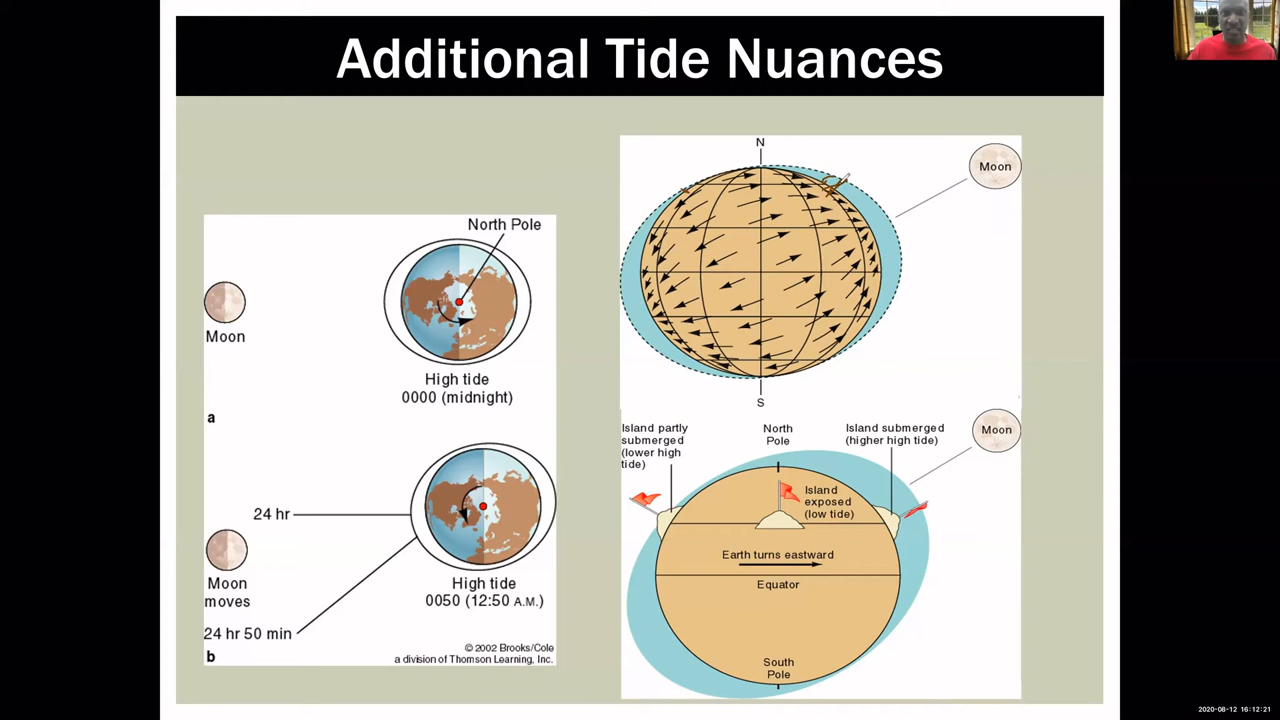 Additional Tide Nuances
North Pole
Moon
High tide
0000 (midnight)
a
24 hr
Moon
moves
High tide
0050 (12:50 A.M.)
24 hr 50 min
b
© 2002 Brooks/Cole
a division of Thomson Learning, Inc.
N
Moon
S
Island partly
submerged
(lower high
tide)
North
Pole
Island submerged
(higher high tide)
Moon
Island
exposed
(low tide)
Earth turns eastward
Equator
South
Pole
2020-08-12 16:12:21